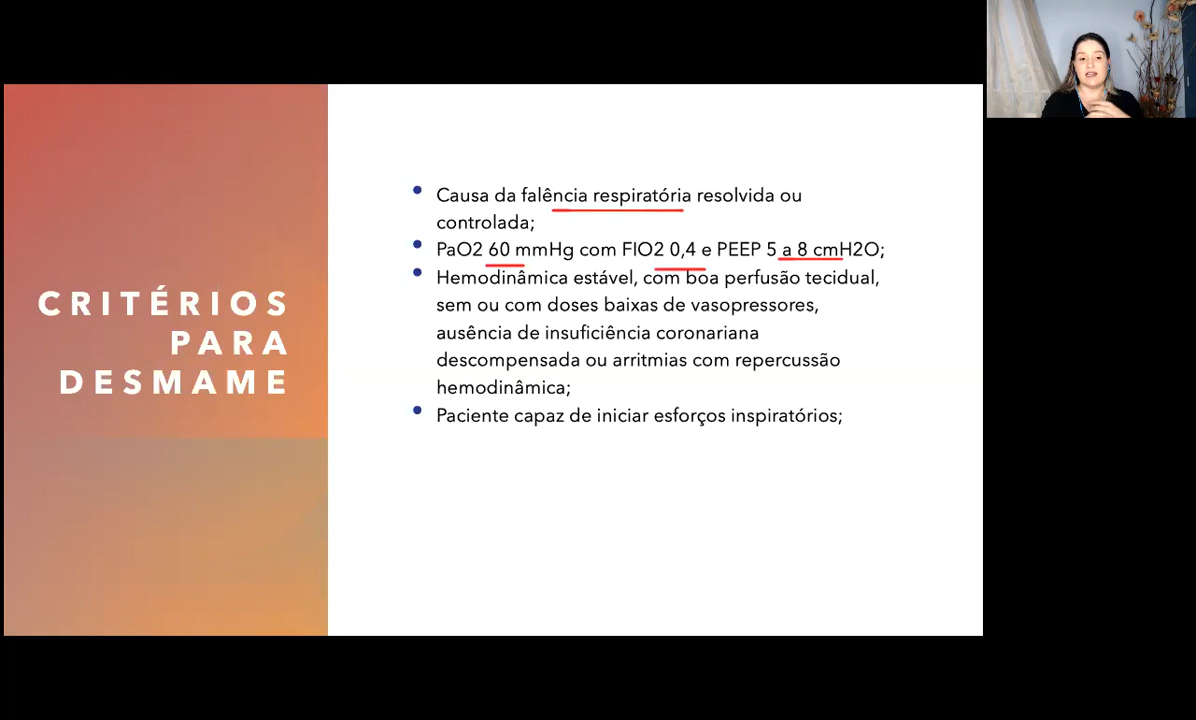 CRITÉRIOS
PARA
DESMAME
Causa da falência respiratória resolvida ou
controlada;
PaO2 60 mmHg com FIO2 0,4 e PEEP 5 a 8 cmH2O;
Hemodinâmica estável, com boa perfusão tecidual,
sem ou com doses baixas de vasopressores,
ausência de insuficiência coronariana
descompensada ou arritmias com repercussão
hemodinâmica;
Paciente capaz de iniciar esforços inspiratórios;